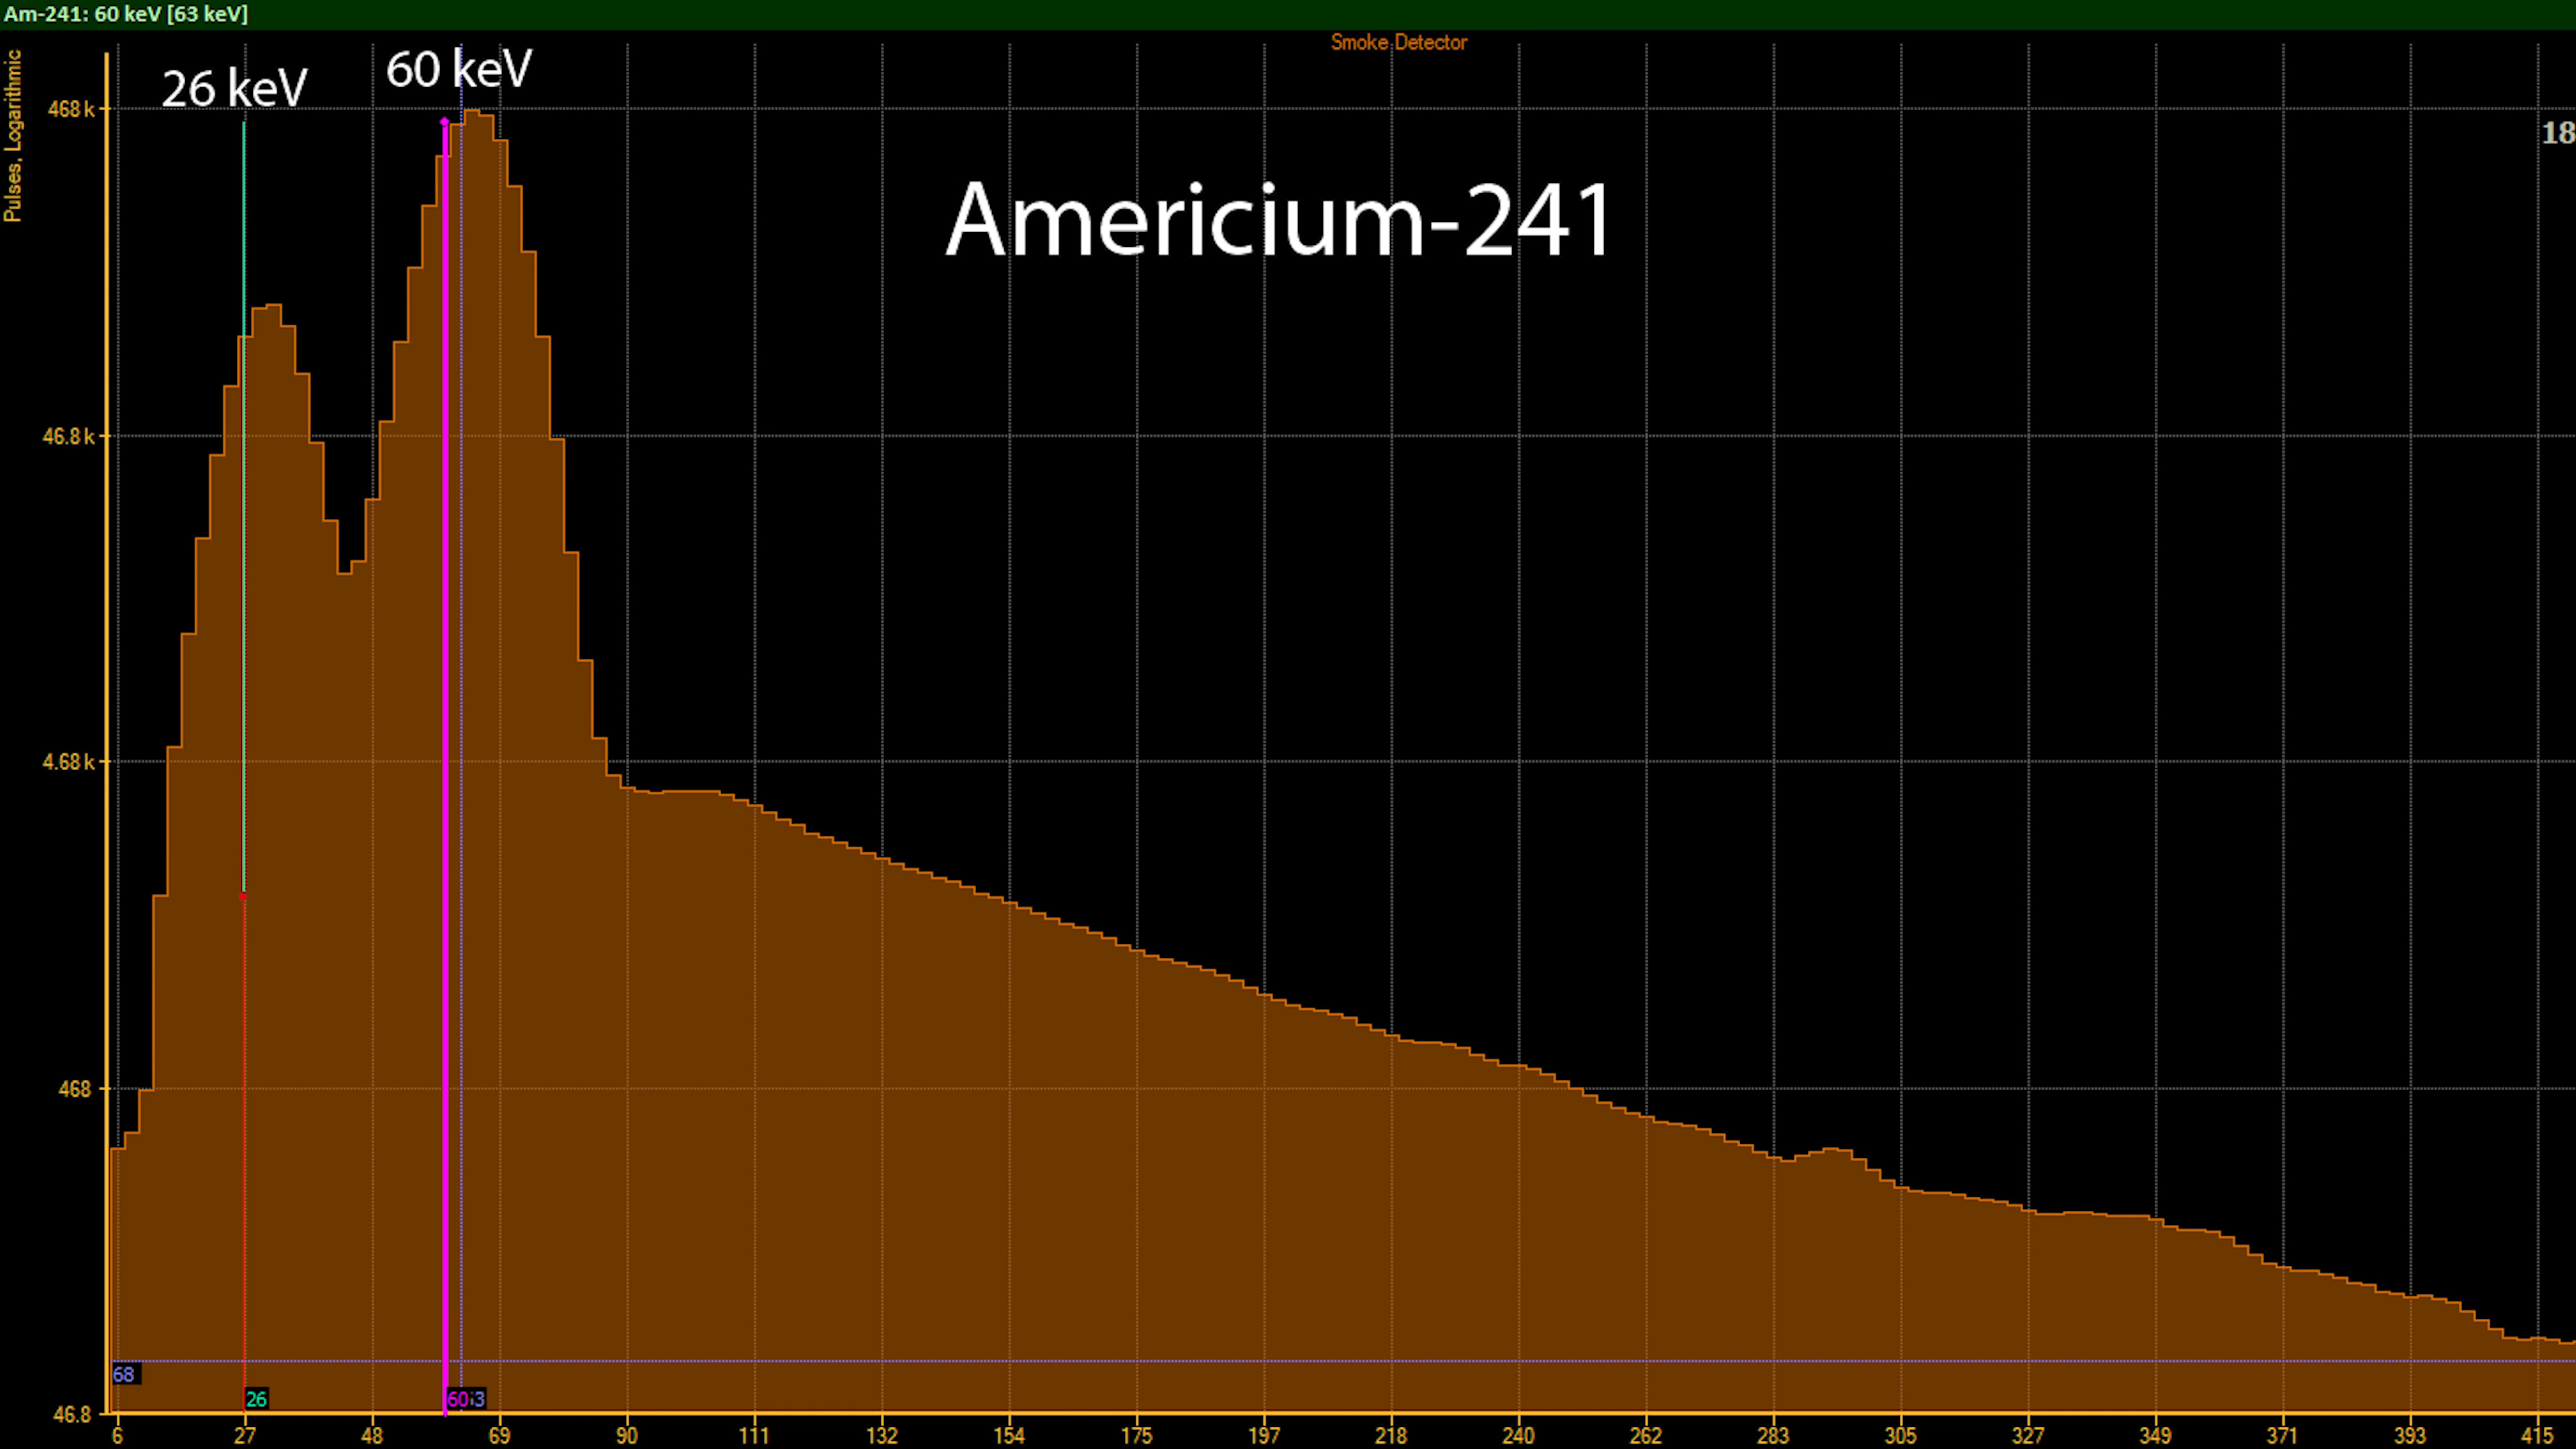 Am-241: 60 keV [63 keV]
Smoke Detector
Pulses, Logarithmic
26 keV
60 keV
Americium-241
18
468 k
46.8 k
4.68 k
468
46.8
68
26
60
6 27 48 69 90 111 132 154 175 197 218 240 262 283 305 327 349 371 393 415